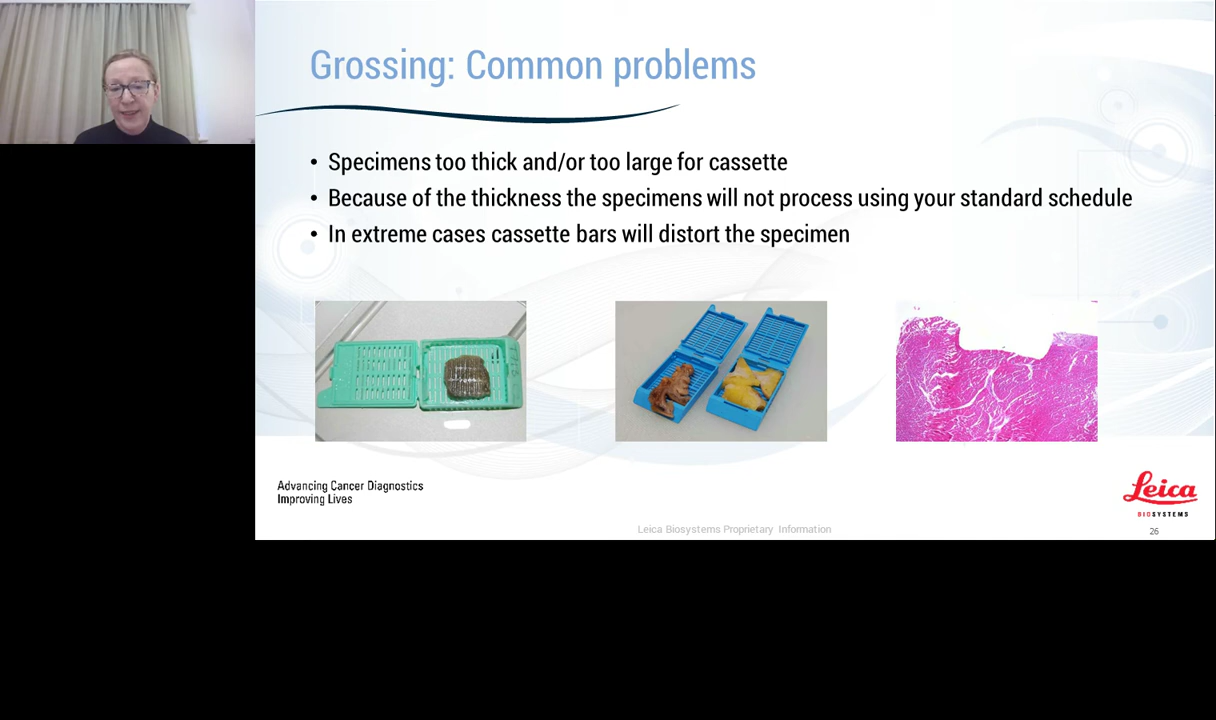 Grossing: Common problems
• Specimens too thick and/or too large for cassette
• Because of the thickness the specimens will not process using your standard schedule
• In extreme cases cassette bars will distort the specimen
Advancing Cancer Diagnostics
Improving Lives
Leica
BIOSYSTEMS
Leica Biosystems Proprietary Information
26